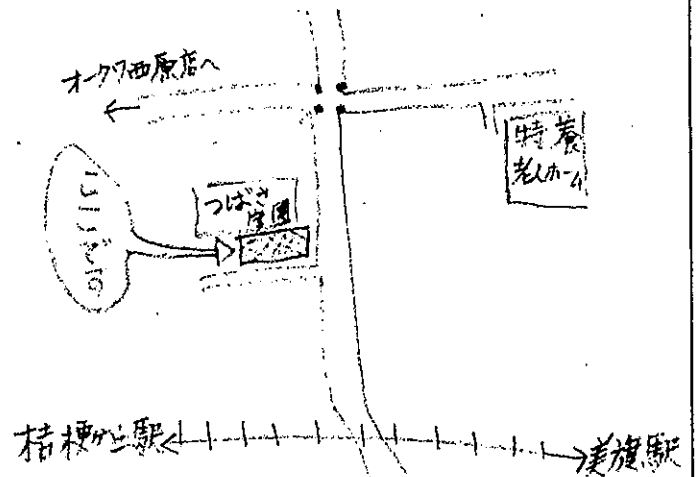 オークワ西原店へ
特養
老人ホーム
つばさ
学園
ここです
桔梗が丘駅
美旗駅